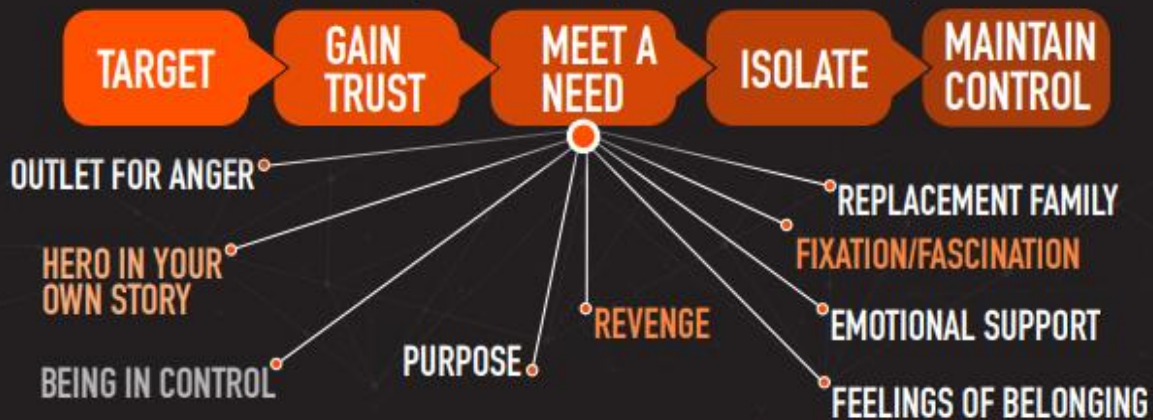 TARGET
GAIN
TRUST
MEET A
NEED
ISOLATE
MAINTAIN
CONTROL
OUTLET FOR ANGER
HERO IN YOUR
OWN STORY
BEING IN CONTROL
PURPOSE
REVENGE
REPLACEMENT FAMILY
FIXATION/FASCINATION
EMOTIONAL SUPPORT
FEELINGS OF BELONGING